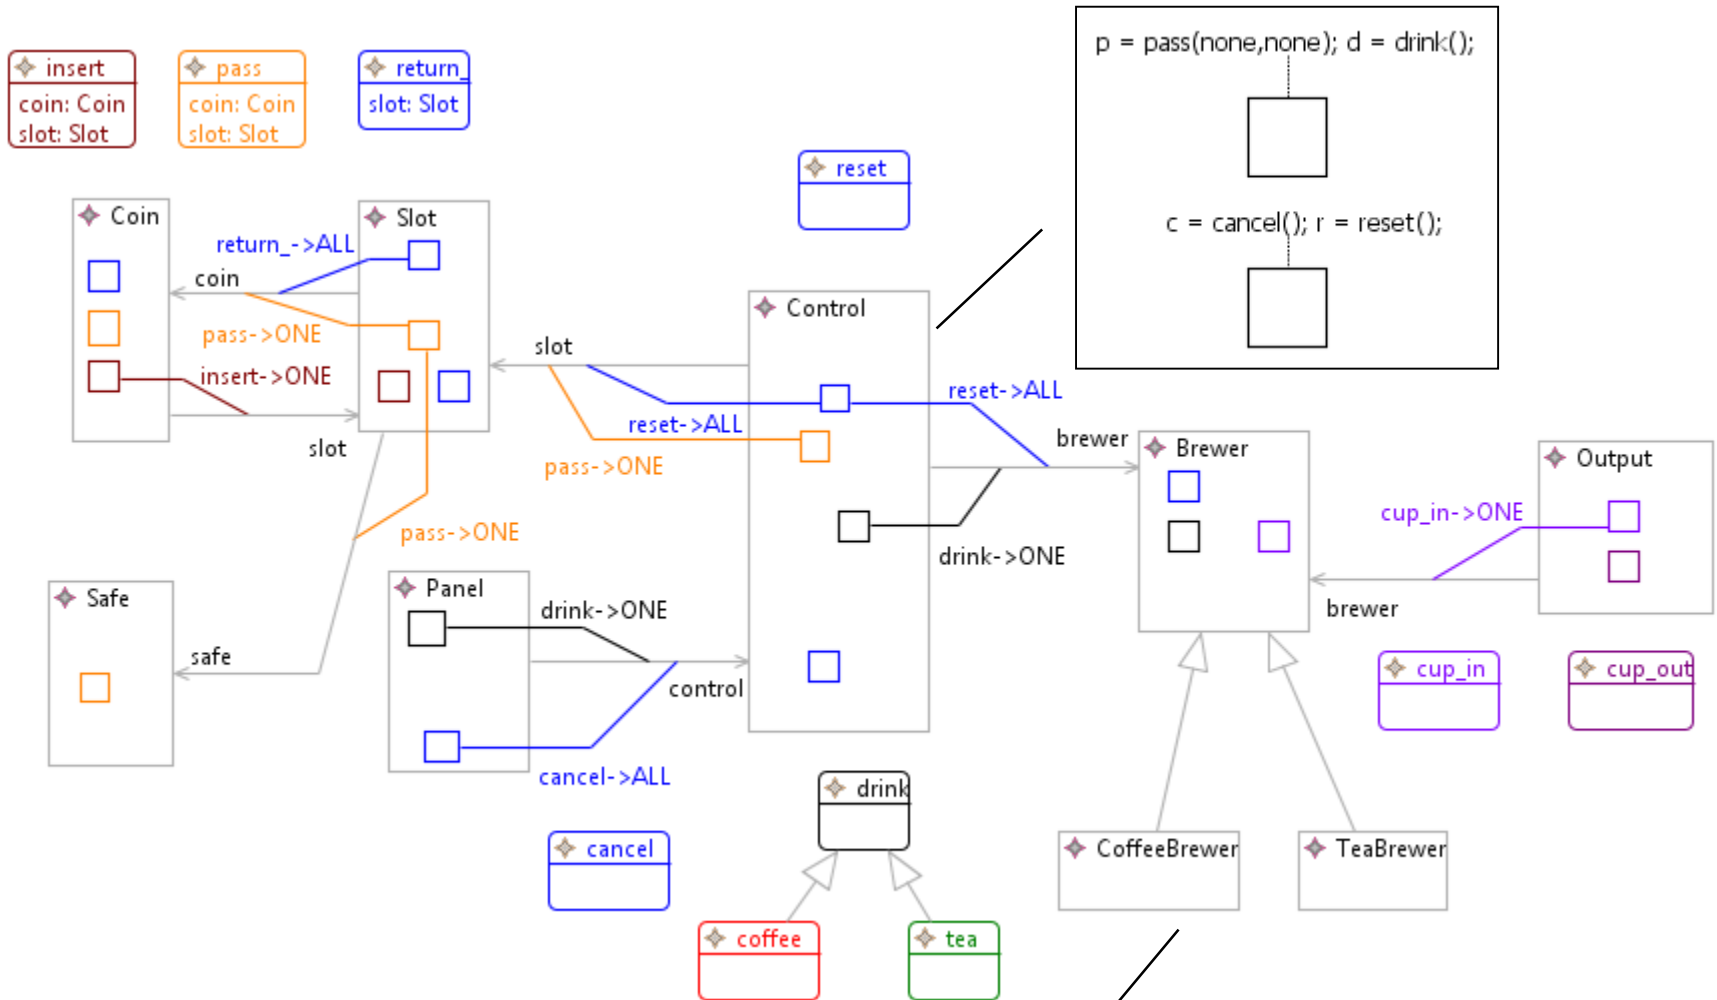 p = pass(none,none); d = drink();
insert
pass
return_
coin: Coin
coin: Coin
slot: Slot
slot: Slot
slot: Slot
reset
Coin
Slot
c = cancel(); r = reset();
return_->ALL
coin
Control
pass->ONE
slot
insert->ONE
reset->ALL
reset->ALL
brewer
slot
Brewer
pass->ONE
Output
cup_in->ONE
pass->ONE
drink->ONE
Safe
Panel
drink->ONE
brewer
safe
control
cup_in
cup_out
cancel->ALL
drink
cancel
CoffeeBrewer
TeaBrewer
coffee
tea